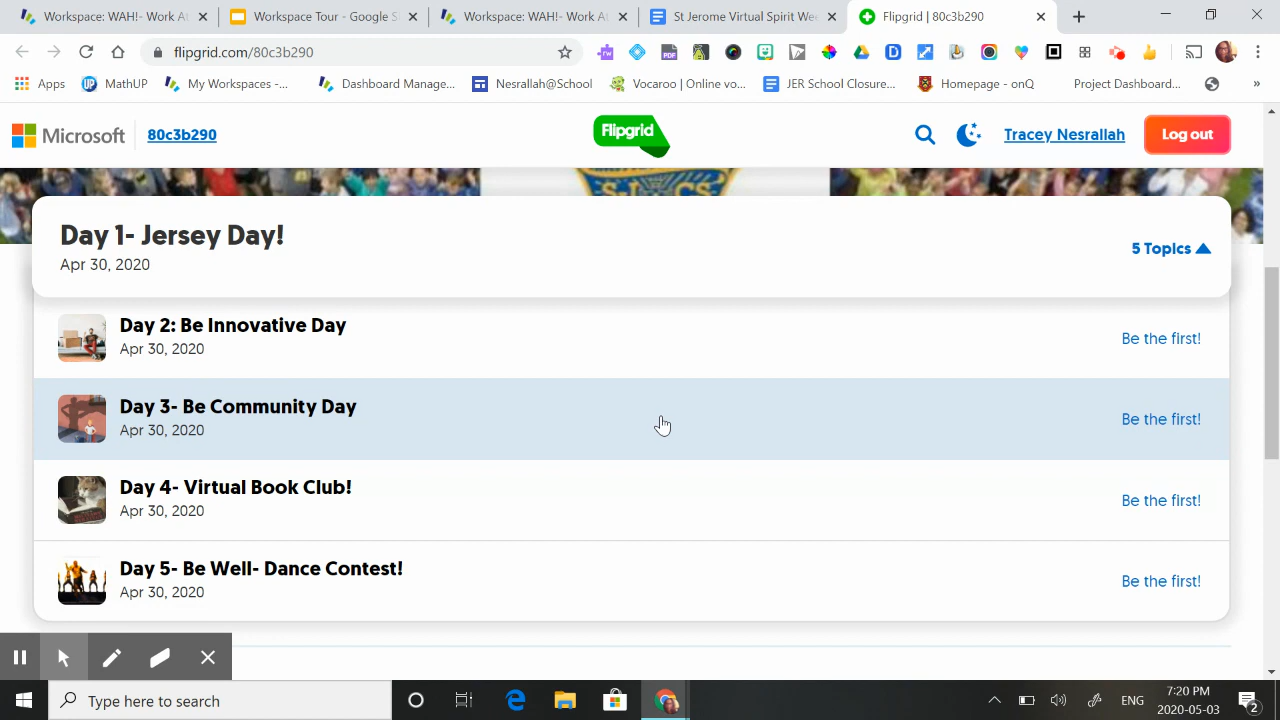 Workspace: WAH!- Work At
Workspace Tour - Google S
Workspace: WAH!- Work At
St Jerome Virtual Spirit Wee
Flipgrid | 80c3b290
flipgrid.com/80c3b290
Apps
MathUP
My Workspaces -...
Dashboard Manage...
Nesrallah@School
Vocaroo | Online vo...
JER School Closure...
Homepage - onQ
Project Dashboard...
»
Microsoft
80c3b290
Flipgrid
Tracey Nesrallah
Log out
Day 1- Jersey Day!
Apr 30, 2020
5 Topics
Day 2: Be Innovative Day
Apr 30, 2020
Be the first!
Day 3- Be Community Day
Apr 30, 2020
Be the first!
Day 4- Virtual Book Club!
Apr 30, 2020
Be the first!
Day 5- Be Well- Dance Contest!
Apr 30, 2020
Be the first!
Type here to search
ENG
7:20 PM
2020-05-03
2